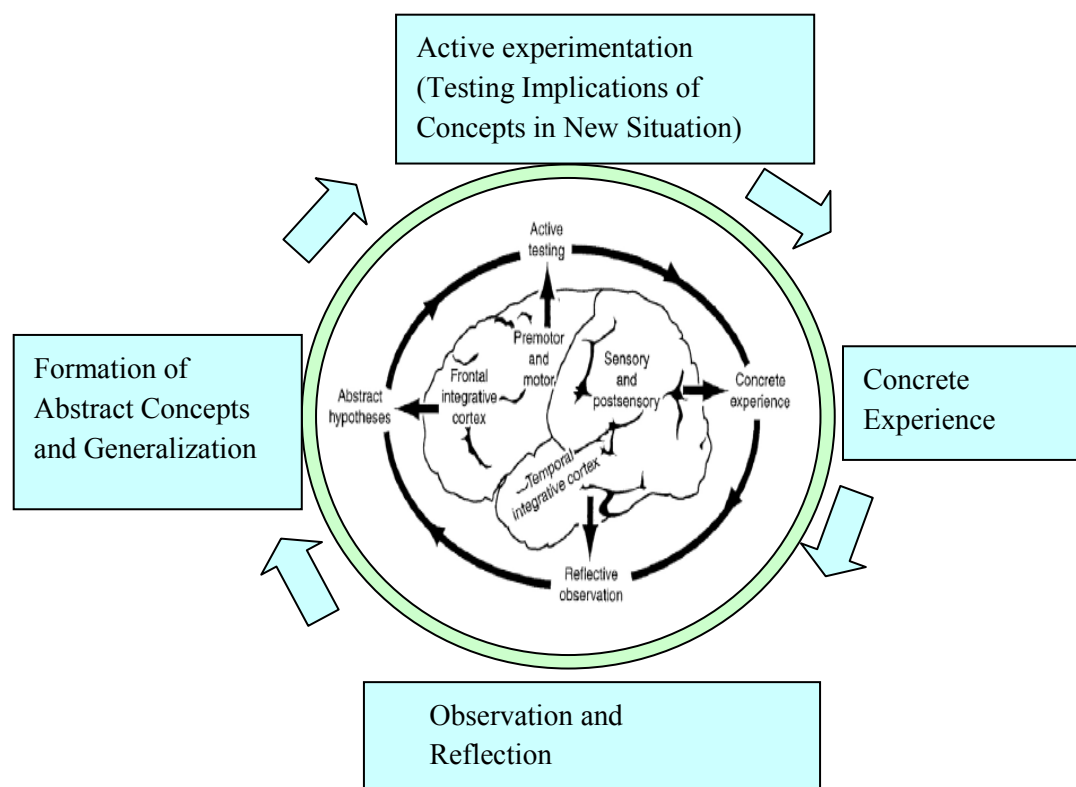 Active experimentation
(Testing Implications of
Concepts in New Situation)
Active
testing
Premotor
and
motor
Sensory
and
postsensory
Concrete
experience
Frontal
integrative
cortex
Abstract
hypotheses
Temporal
integrative cortex
Reflective
observation
Formation of
Abstract Concepts
and Generalization
Concrete
Experience
Observation and
Reflection